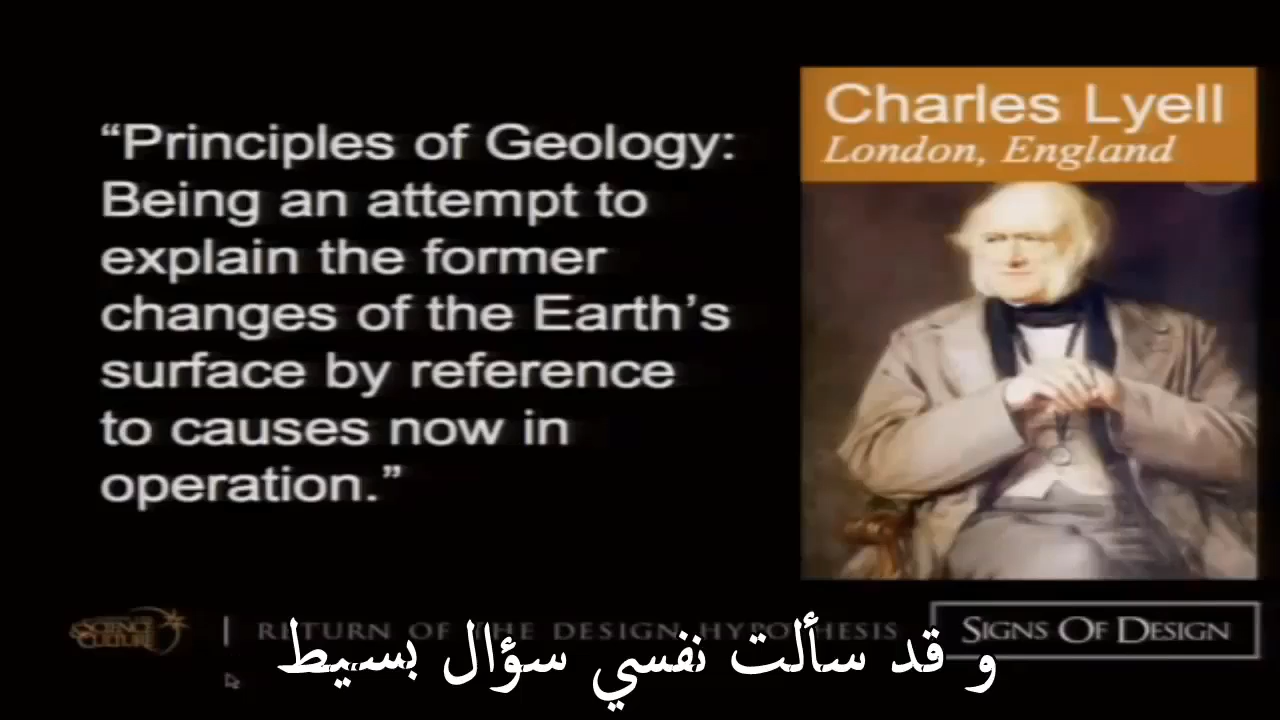 “Principles of Geology:
Being an attempt to
explain the former
changes of the Earth’s
surface by reference
to causes now in
operation.”
Charles Lyell
London, England
SCIENCE
& CULTURE
| RETURN OF THE DESIGN HYPOTHESIS
SIGNS OF DESIGN
و قد سألت نفسي سؤال بسيط